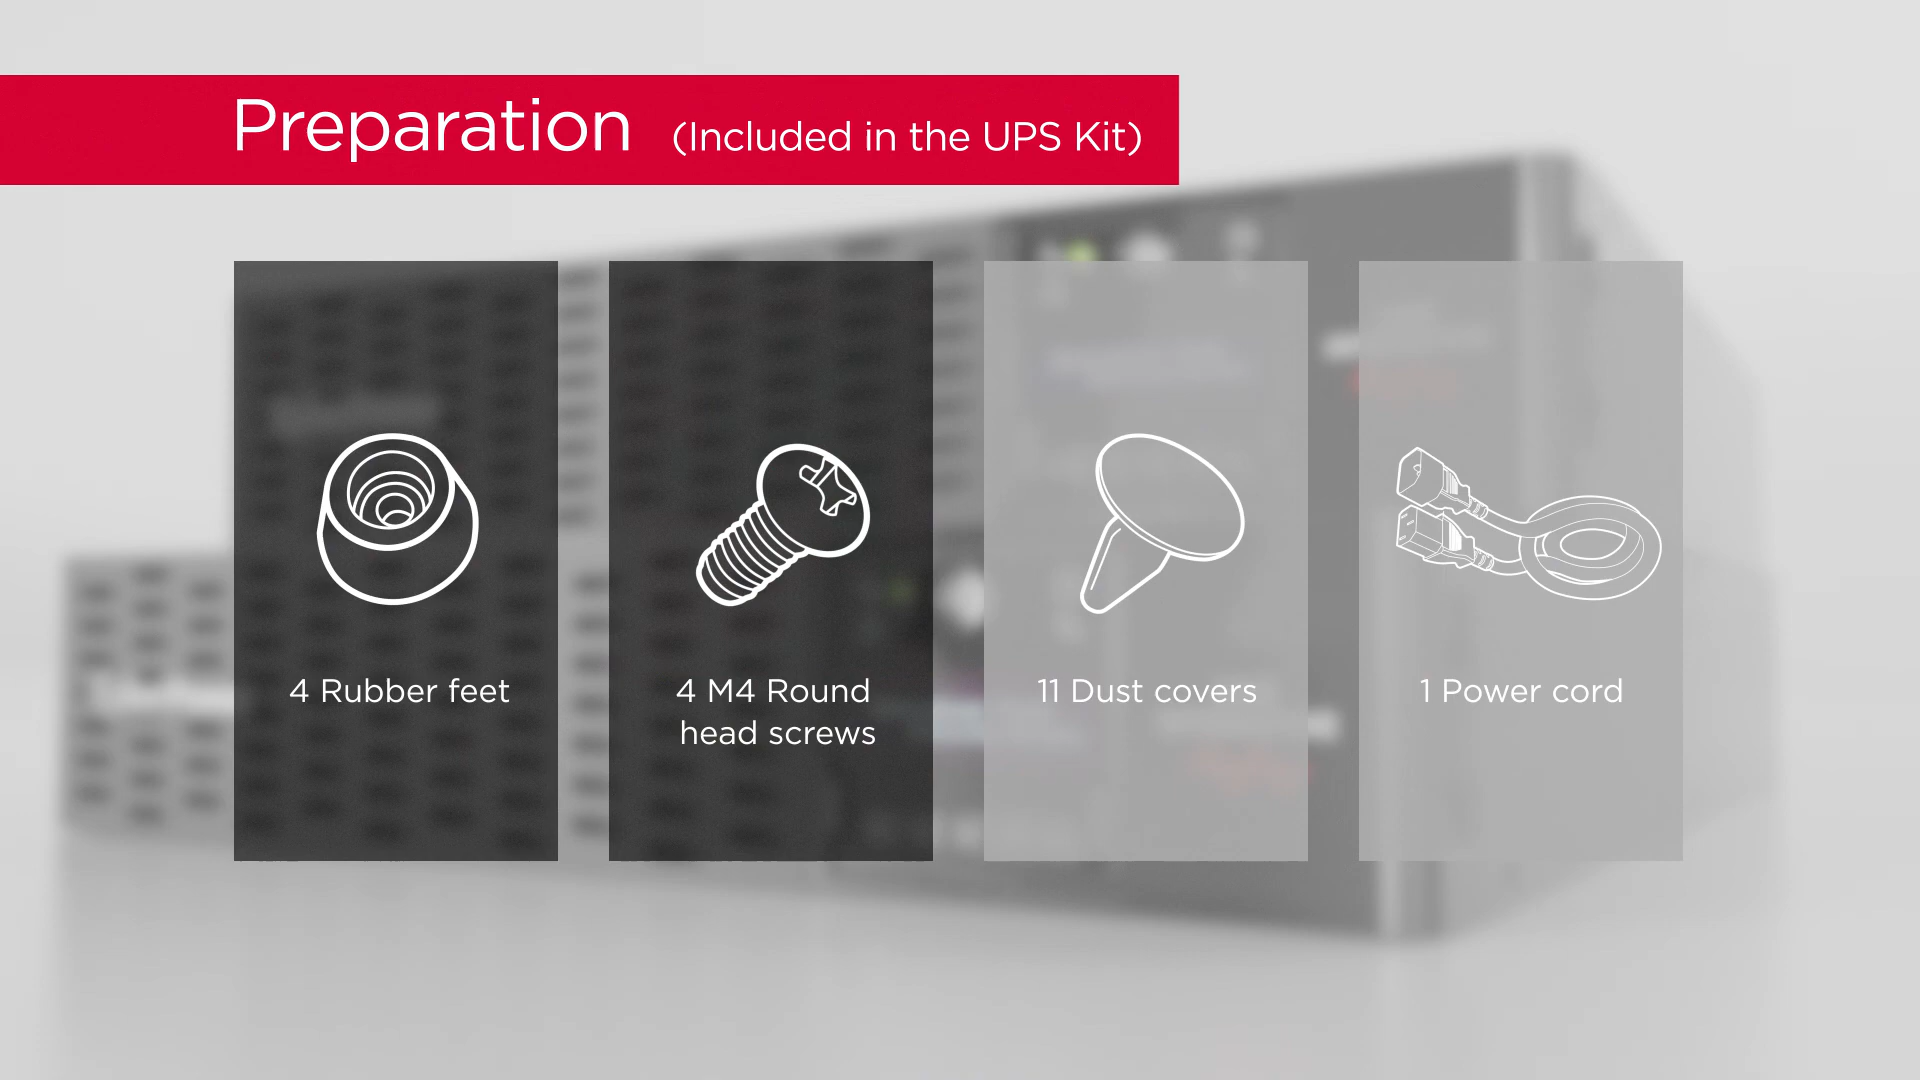 Preparation (Included in the UPS Kit)
4 Rubber feet
4 M4 Round
head screws
11 Dust covers
1 Power cord